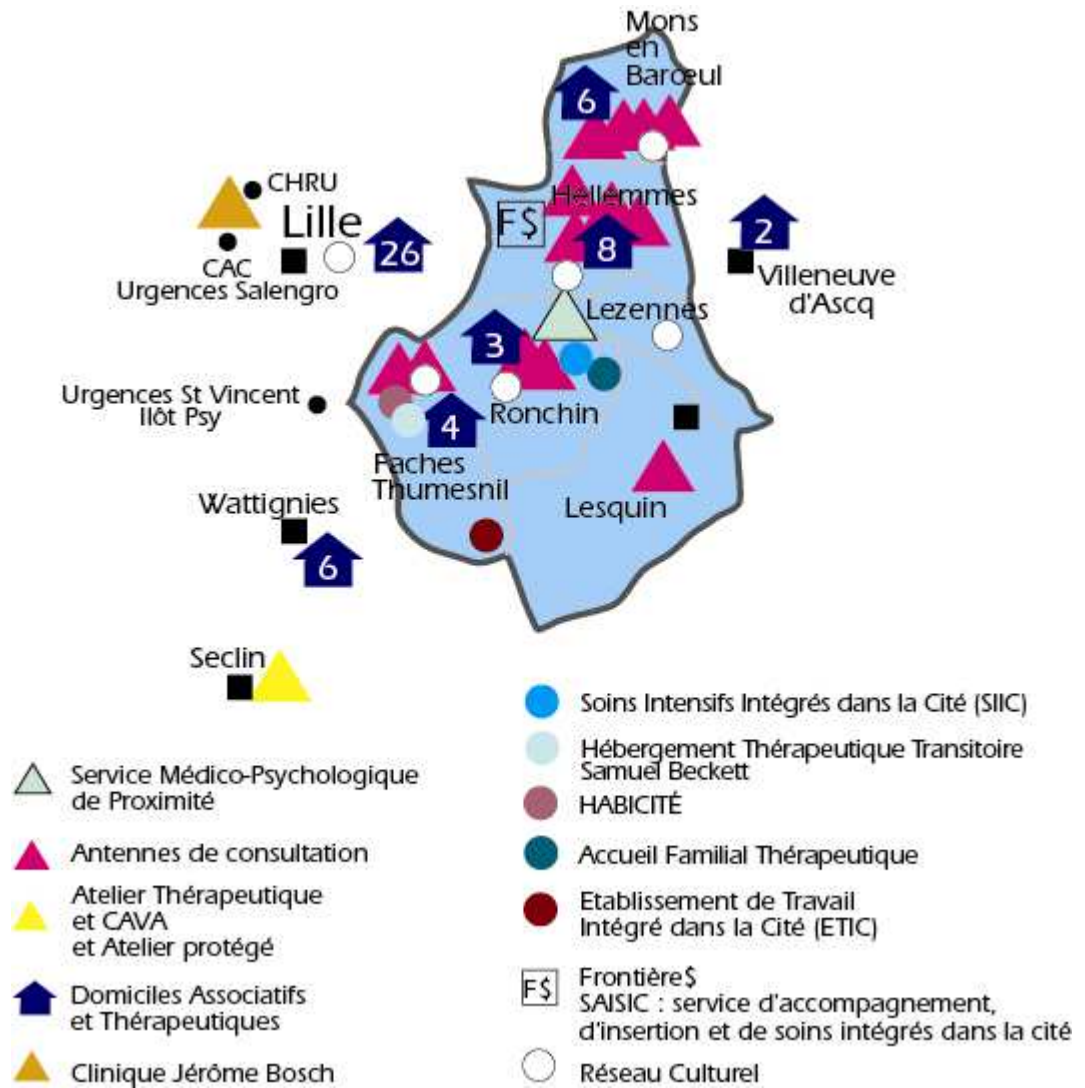 Mons
en
Barœul
6
CHRU
Hellemmes
Lille
F$
2
26
8
CAC
Urgences Salengro
Villeneuve
d'Ascq
Lezennes
3
Urgences St Vincent
Ilôt Psy
Ronchin
4
Faches
Thumesnil
Lesquin
Wattignies
6
Seclin
Service Médico-Psychologique
de Proximité
Antennes de consultation
Atelier Thérapeutique
et CAVA
et Atelier protégé
Domiciles Associatifs
et Thérapeutiques
Clinique Jérôme Bosch
Soins Intensifs Intégrés dans la Cité (SIIC)
Hébergement Thérapeutique Transitoire
Samuel Beckett
HABICITÉ
Accueil Familial Thérapeutique
Etablissement de Travail
Intégré dans la Cité (ETIC)
F$
Frontière$
SAISIC : service d'accompagnement,
d'insertion et de soins intégrés dans la cité
Réseau Culturel